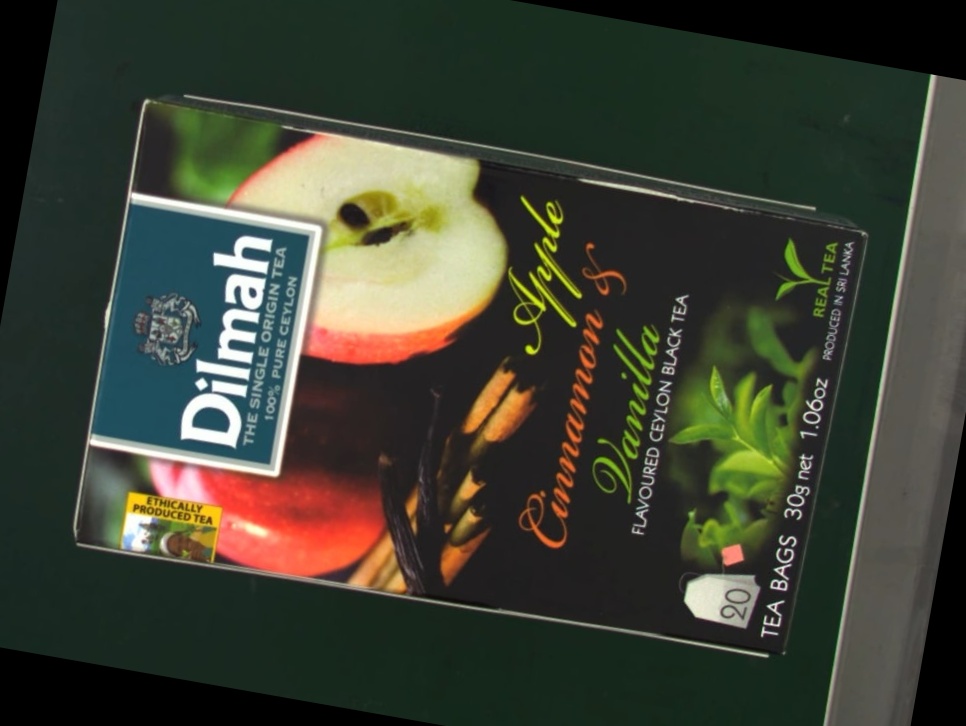 Dilmah
THE SINGLE ORIGIN TEA
100% PURE CEYLON
ETHICALLY
PRODUCED TEA
Apple
Cinnamon &
Vanilla
FLAVOURED CEYLON BLACK TEA
REAL TEA
PRODUCED IN SRI LANKA
20
TEA BAGS 30g net 1.06oz